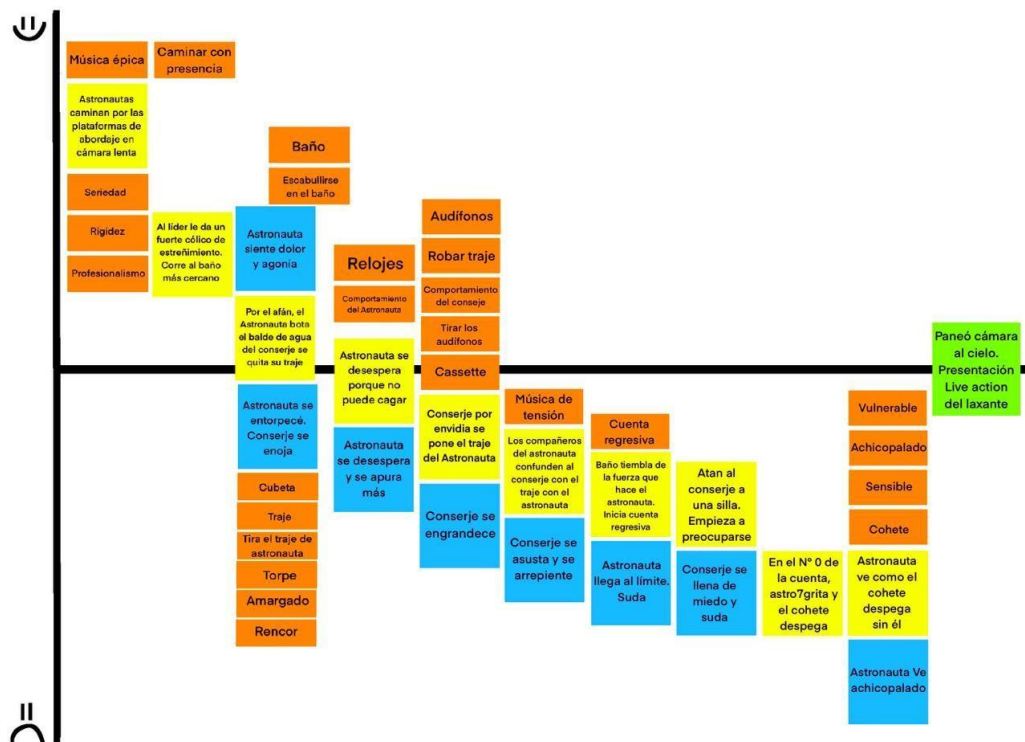 =)
Música épica
Caminar con
presencia
Astronautas
caminan por las
plataformas de
abordaje en
cámara lenta
Seriedad
Rígidez
Profesionalismo
Al líder le da un
fuerte cólico de
estreñimiento.
Corre al baño
más cercano
Baño
Escabullirse
en el baño
Astronauta
siente dolor
y agonía
Por el afán, el
Astronauta bota
el balde de agua
del conserje se
quita su traje
Astronauta se
entorpecé.
Conserje se
enoja
Cubeta
Traje
Tira el traje de
astronauta
Torpe
Amargado
Rencor
Relojes
Comportamiento
del Astronauta
Astronauta se
desespera
porque no
puede cagar
Astronauta
se desespera
y se apura
más
Audífonos
Robar traje
Comportamiento
del conseje
Tirar los
audífonos
Cassette
Conserje por
envidia se
pone el traje
del Astronauta
Conserje se
engrandece
Música de
tensión
Los compañeros
del astronauta
confunden al
conserje con el
traje con el
astronauta
Conserje se
asusta y se
arrepiente
Cuenta
regresiva
Baño tiembla de
la fuerza que
hace el
astronauta.
Inicia cuenta
regresiva
Astronauta
llega al límite.
Suda
Atan al
conserje a
una silla.
Empieza a
preocuparse
Conserje se
llena de
miedo y
suda
En el N° 0 de
la cuenta,
astro7grita y
el cohete
despega
Vulnerable
Achicopalado
Sensible
Cohete
Astronauta
ve como el
cohete
despega
sin él
Astronauta Ve
achicopalado
Paneó cámara
al cielo.
Presentación
Live action
del laxante
=(